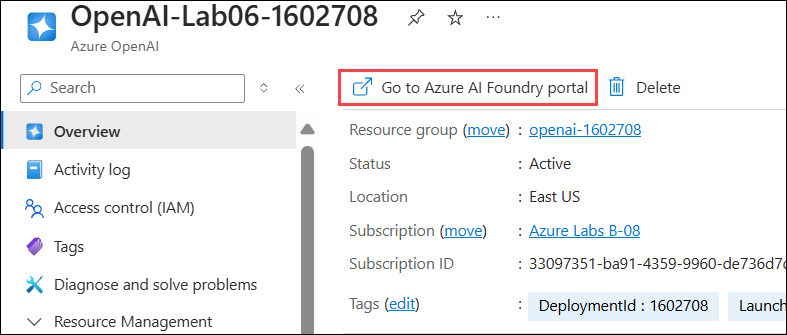 OpenAI-Lab06-1602708
Azure OpenAI
Search
Overview
Activity log
Access control (IAM)
Tags
Diagnose and solve problems
Resource Management
Go to Azure AI Foundry portal
Delete
Resource group (move) : openai-1602708
Status : Active
Location : East US
Subscription (move) : Azure Labs B-08
Subscription ID : 33097351-ba91-4359-9960-de736d7
Tags (edit) : DeploymentId : 1602708 Launch